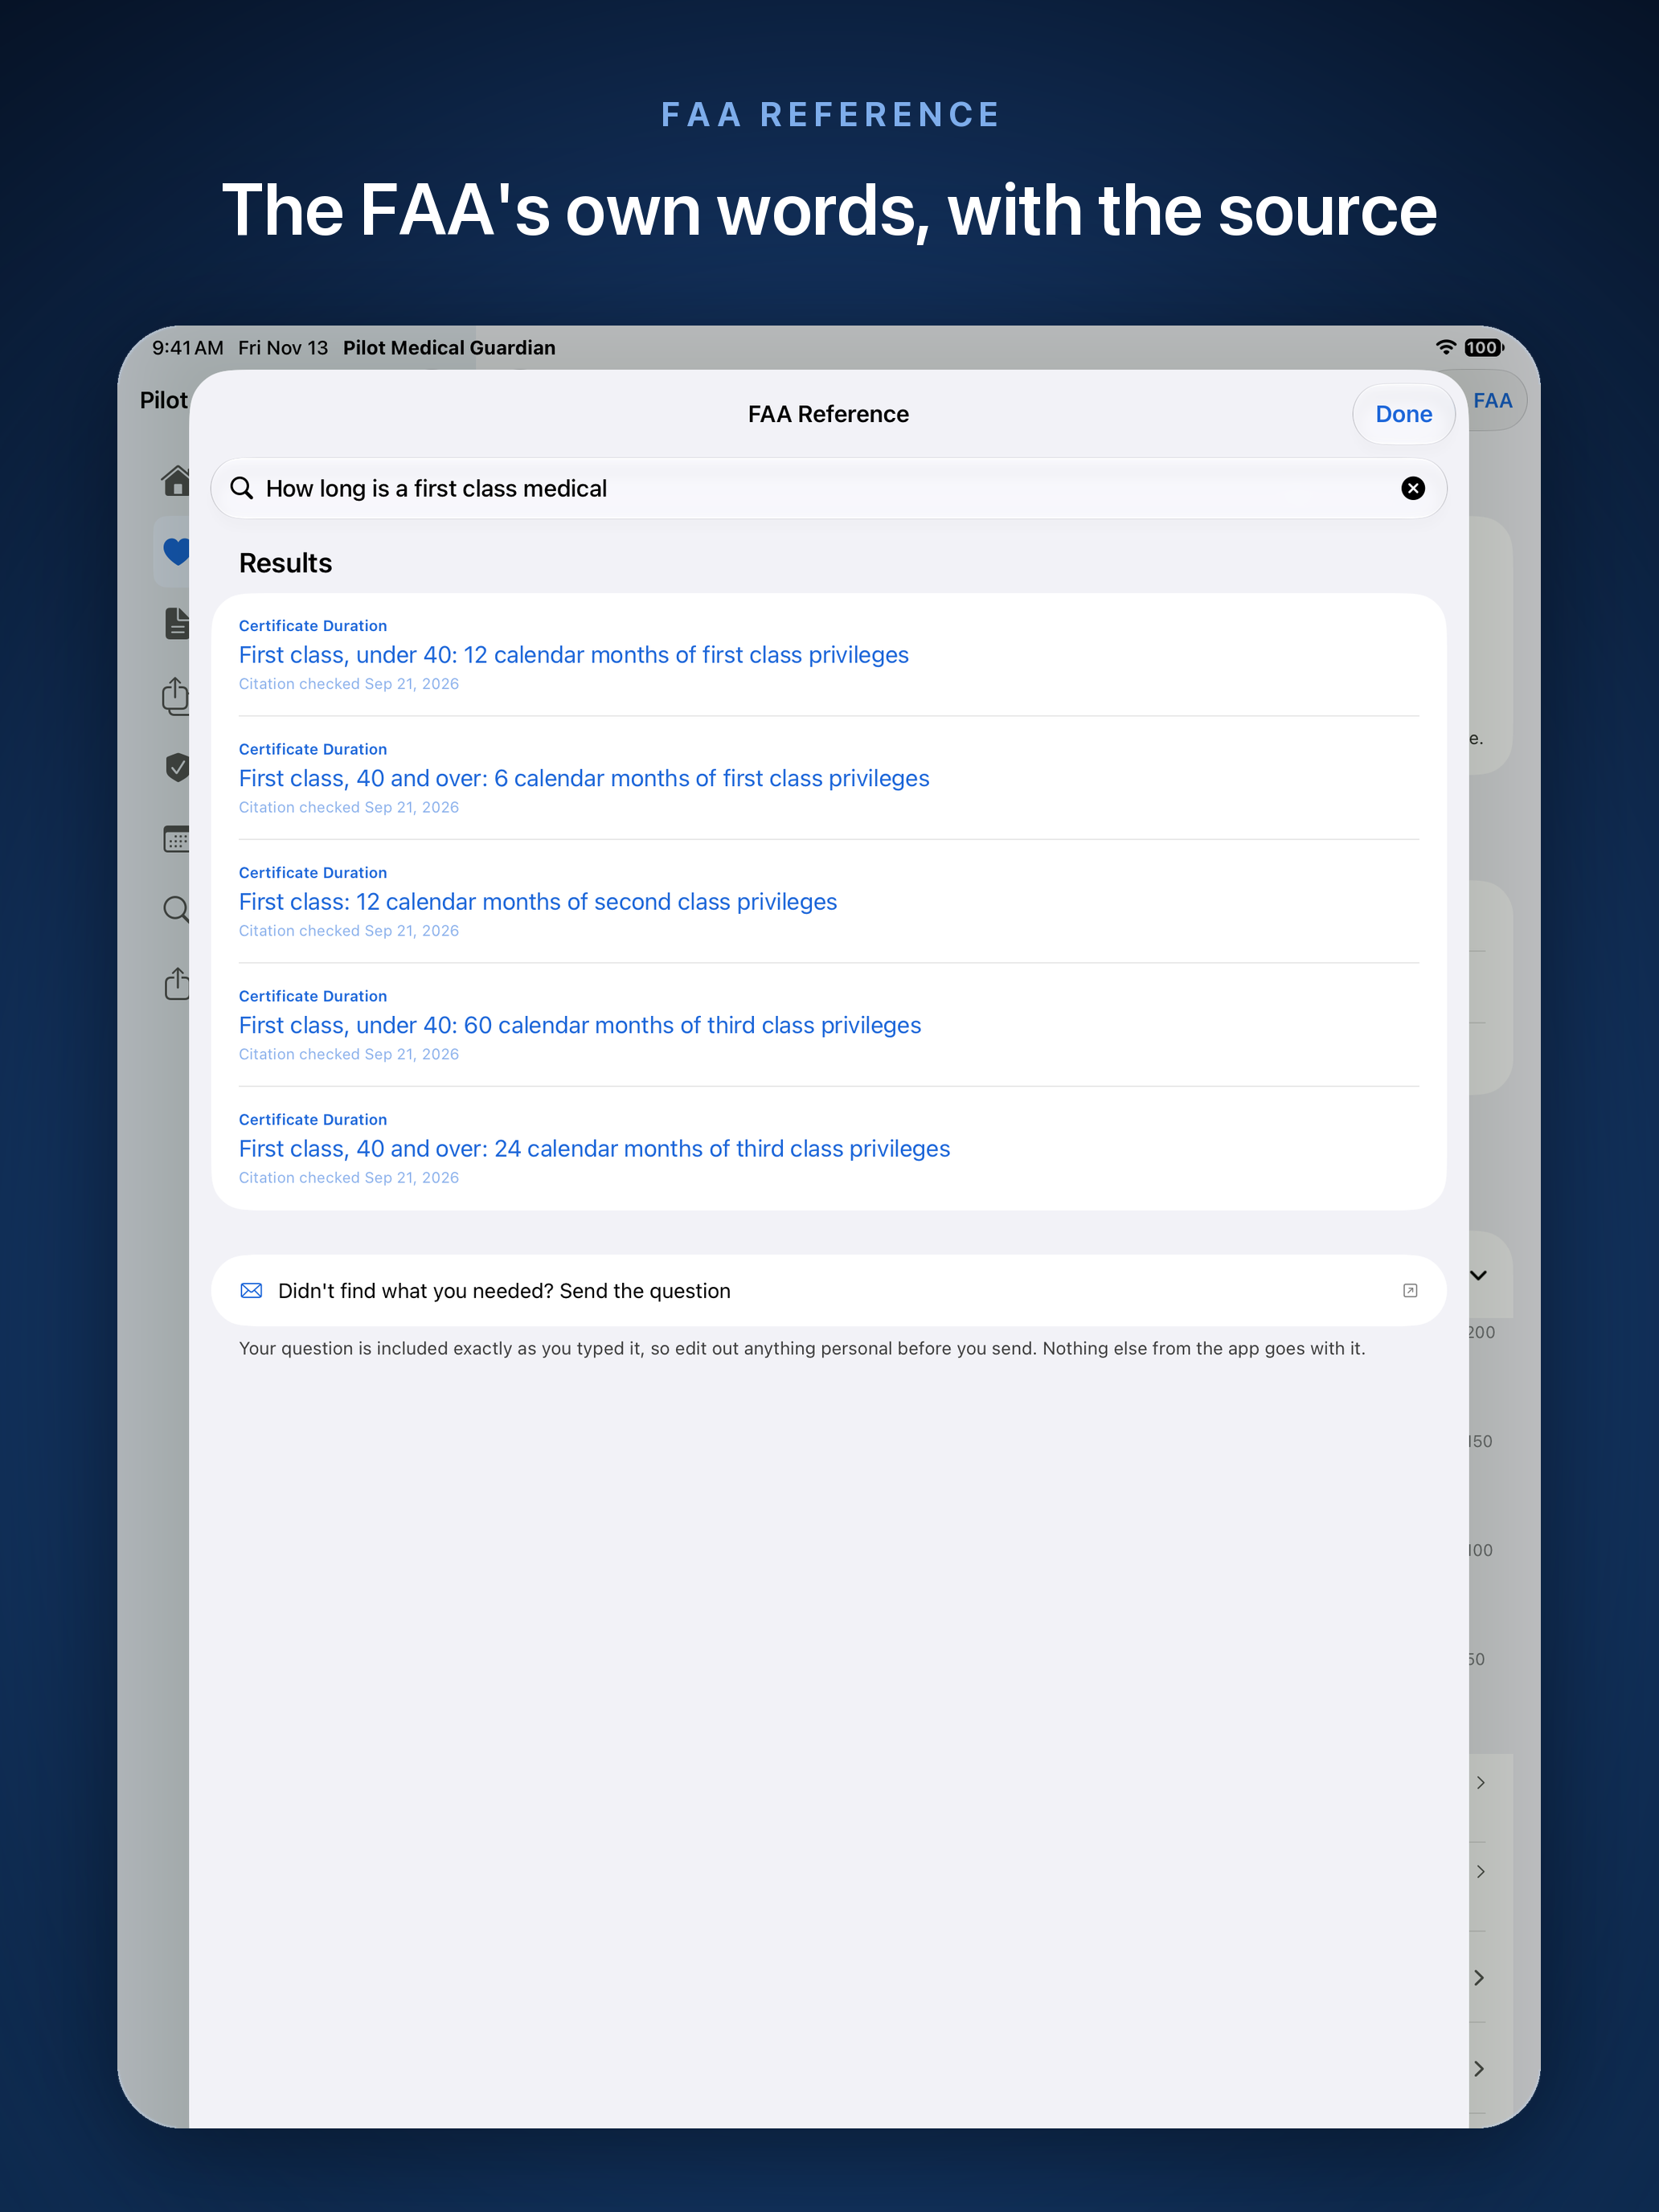 FAA REFERENCE
The FAA's own words, with the source
9:41 AM Fri Nov 13 Pilot Medical Guardian
100
Pilot
FAA Reference
Done
FAA
How long is a first class medical
Results
Certificate Duration
First class, under 40: 12 calendar months of first class privileges
Citation checked Sep 21, 2026
e.
Certificate Duration
First class, 40 and over: 6 calendar months of first class privileges
Citation checked Sep 21, 2026
Certificate Duration
First class: 12 calendar months of second class privileges
Citation checked Sep 21, 2026
Certificate Duration
First class, under 40: 60 calendar months of third class privileges
Citation checked Sep 21, 2026
Certificate Duration
First class, 40 and over: 24 calendar months of third class privileges
Citation checked Sep 21, 2026
Didn't find what you needed? Send the question
200
Your question is included exactly as you typed it, so edit out anything personal before you send. Nothing else from the app goes with it.
150
100
50